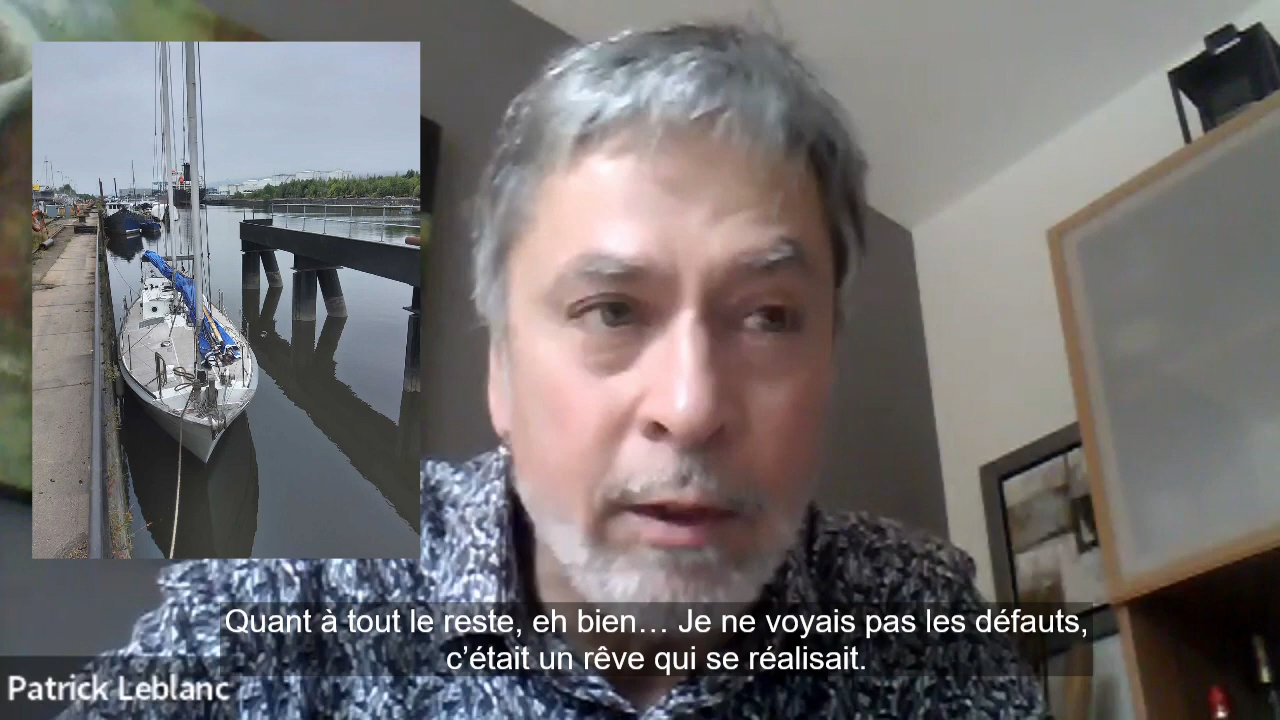 Quant à tout le reste, eh bien… Je ne voyais pas les défauts,
c’était un rêve qui se réalisait.
Patrick Leblanc